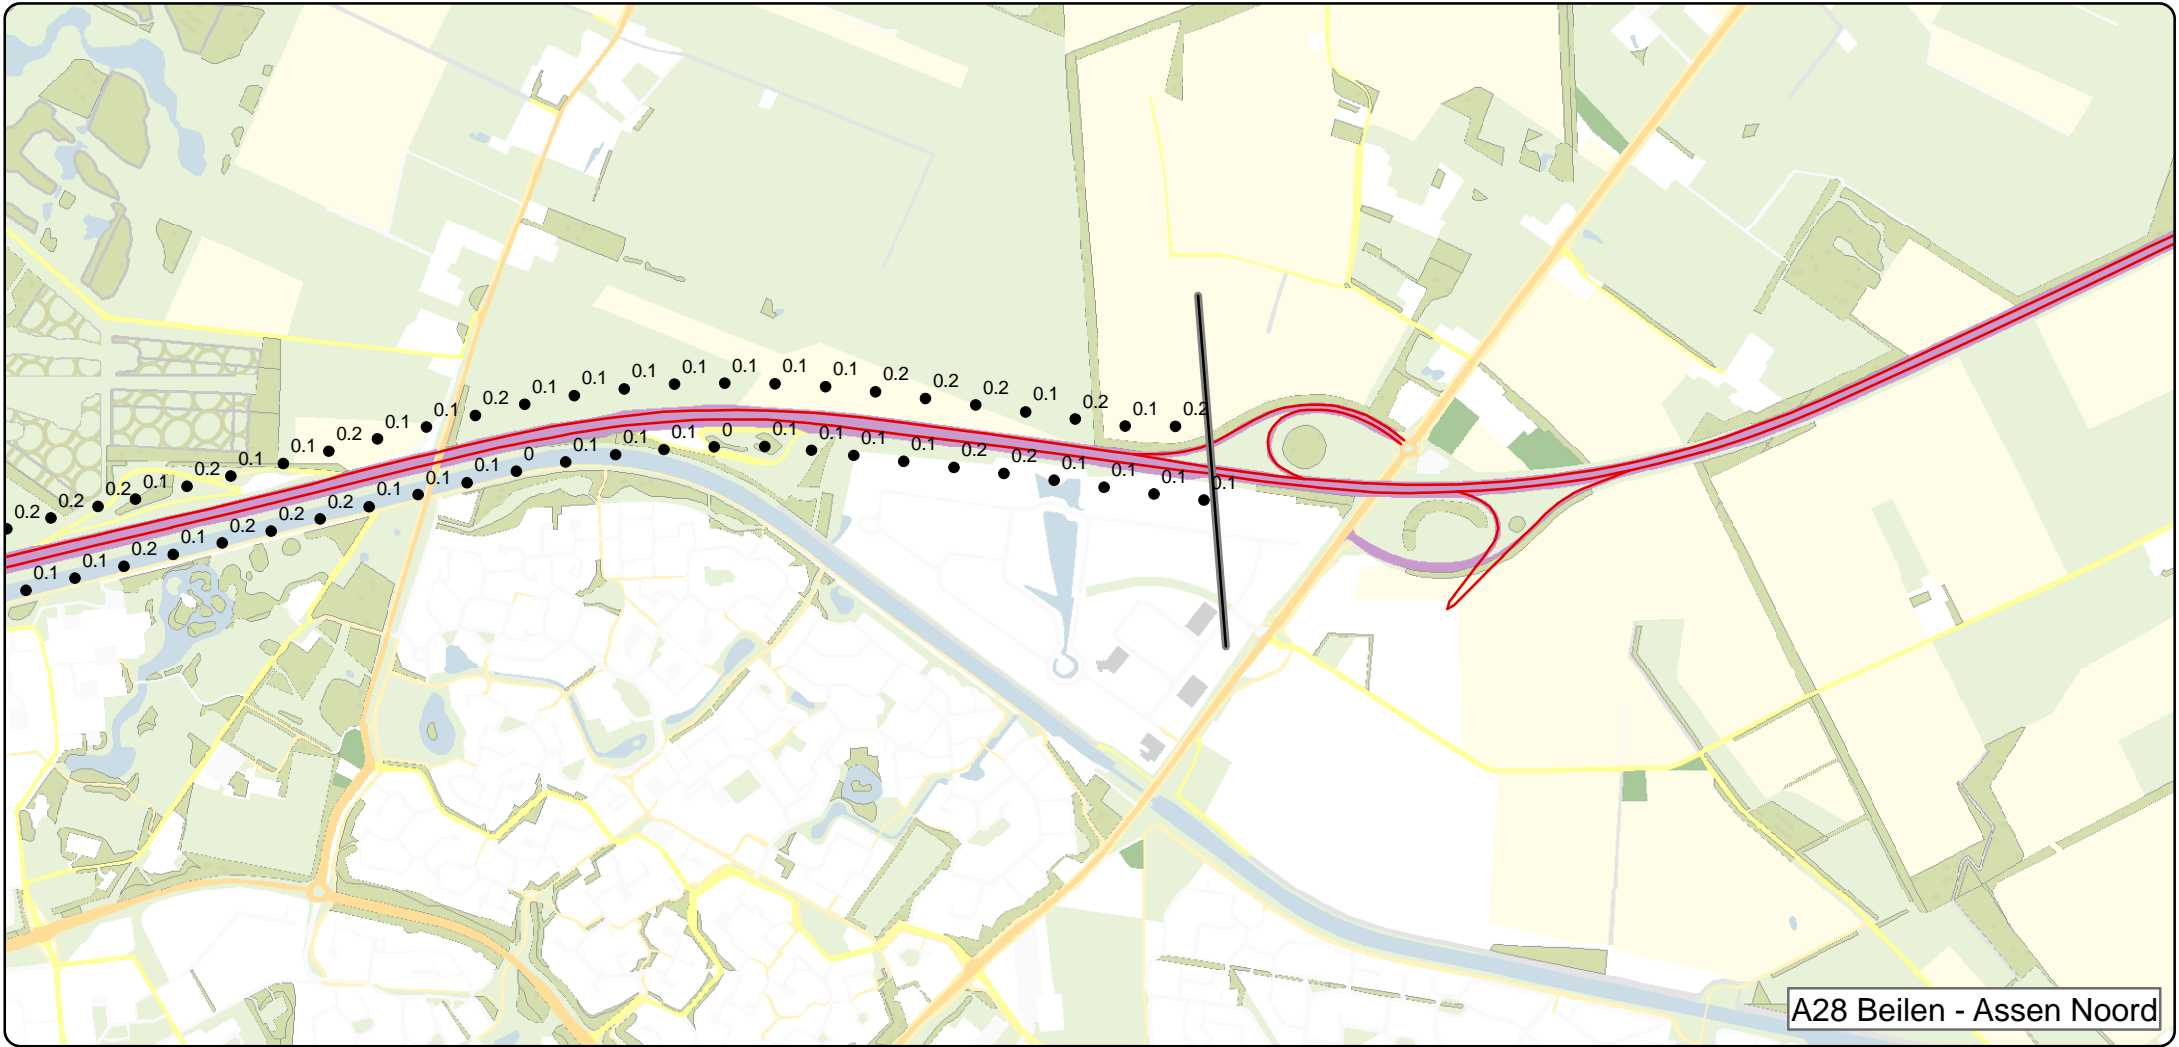 0.1 0.1 0.1 0.1 0.1 0.1 0.2 0.2 0.2 0.1 0.2 0.1 0.2
0.2 0.1 0.1 0.2 0.1 0.1
0.2 0.2 0.2 0.1 0.2 0.1 0.1
0.1 0.1 0.1 0 0.1 0.1 0.1 0.1 0.2 0.2 0.1 0.1 0.1 0.1
0.1 0.1 0.2 0.1 0.2 0.2 0.2 0.1 0.1 0.1 0
A28 Beilen - Assen Noord